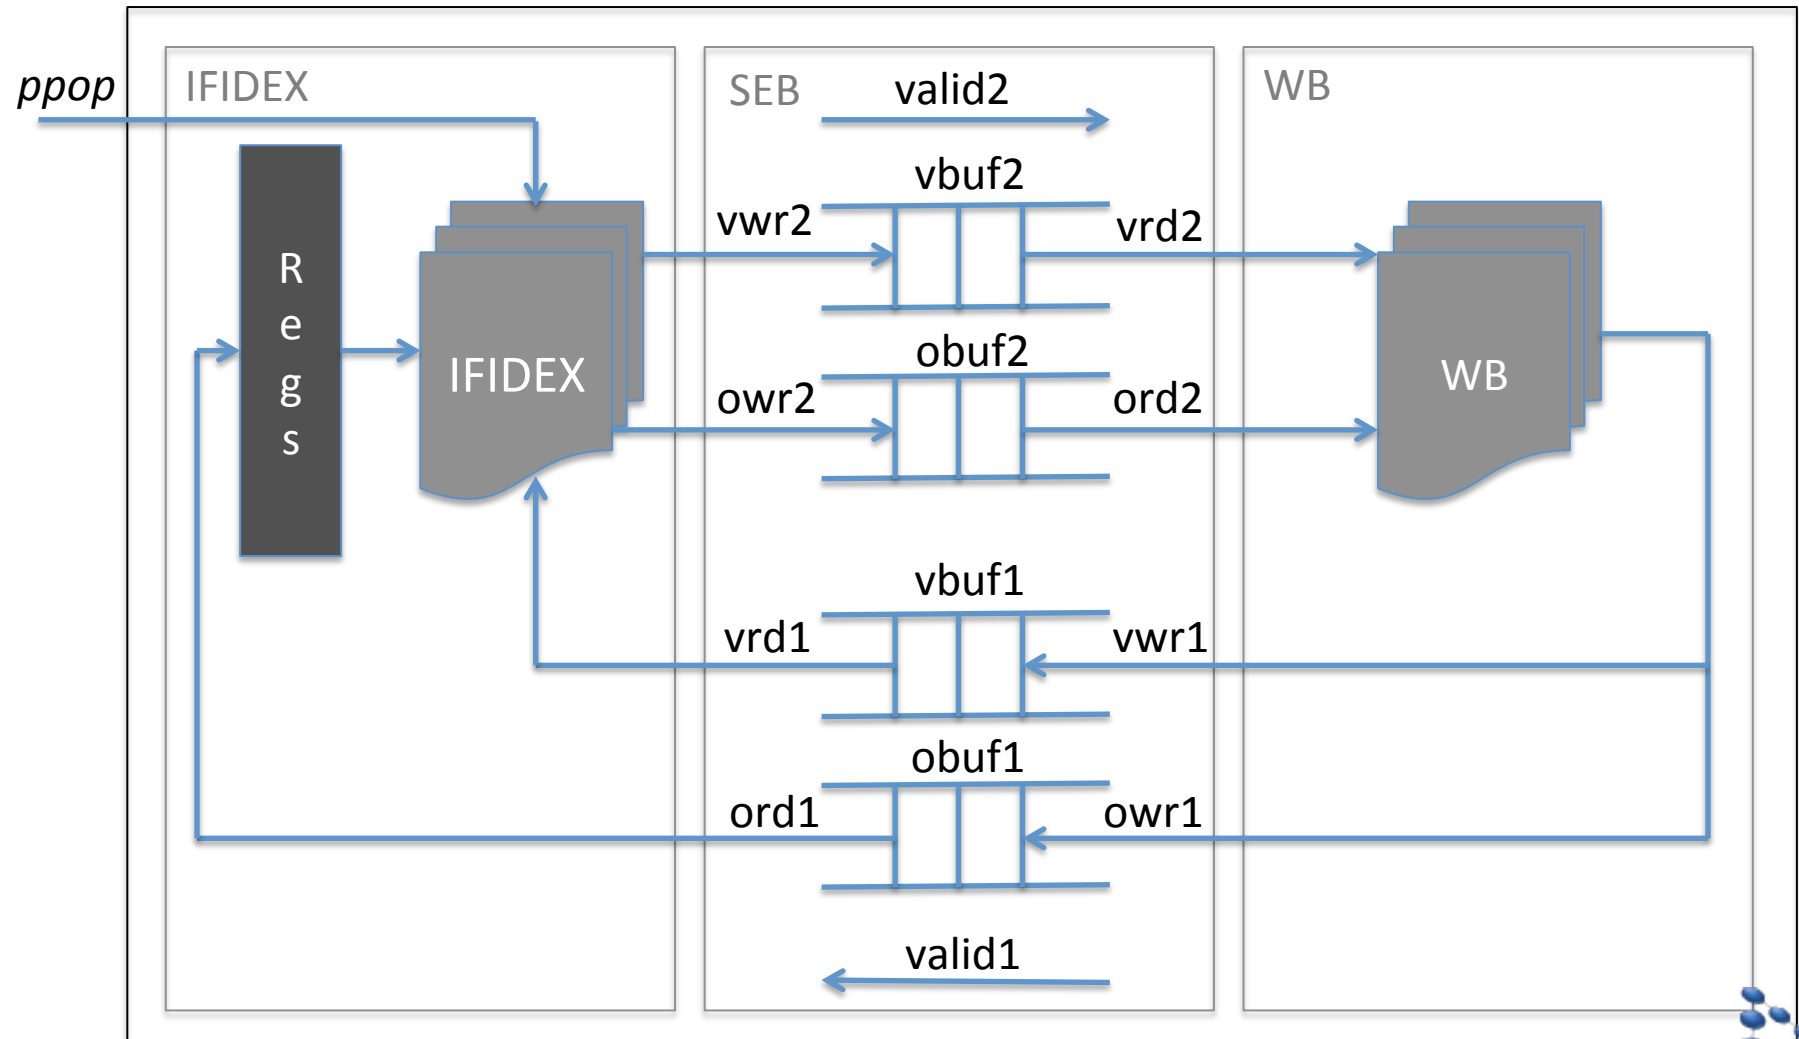 ppop
IFIDEX
SEB
valid2
WB
vbuf2
vwr2
vrd2
R
e
g
s
IFIDEX
obuf2
owr2
ord2
WB
vbuf1
vrd1
vwr1
obuf1
ord1
owr1
valid1